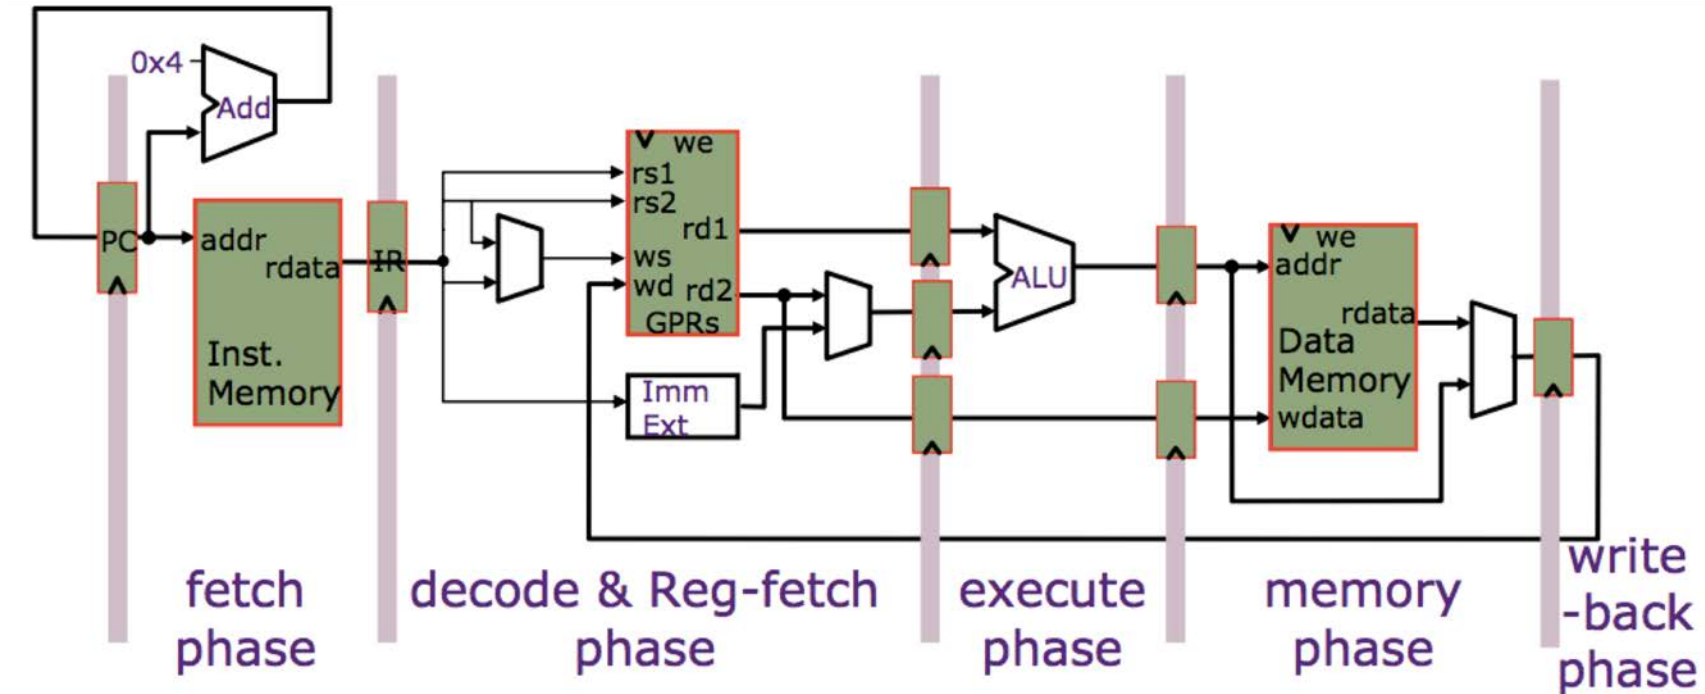 0x4
Add
PC
addr
rdata
Inst.
Memory
IR
we
rs1
rs2
rd1
ws
wd
rd2
GPRs
Imm
Ext
ALU
we
addr
rdata
Data
Memory
wdata
fetch
phase
decode & Reg-fetch
phase
execute
phase
memory
phase
write
-back
phase